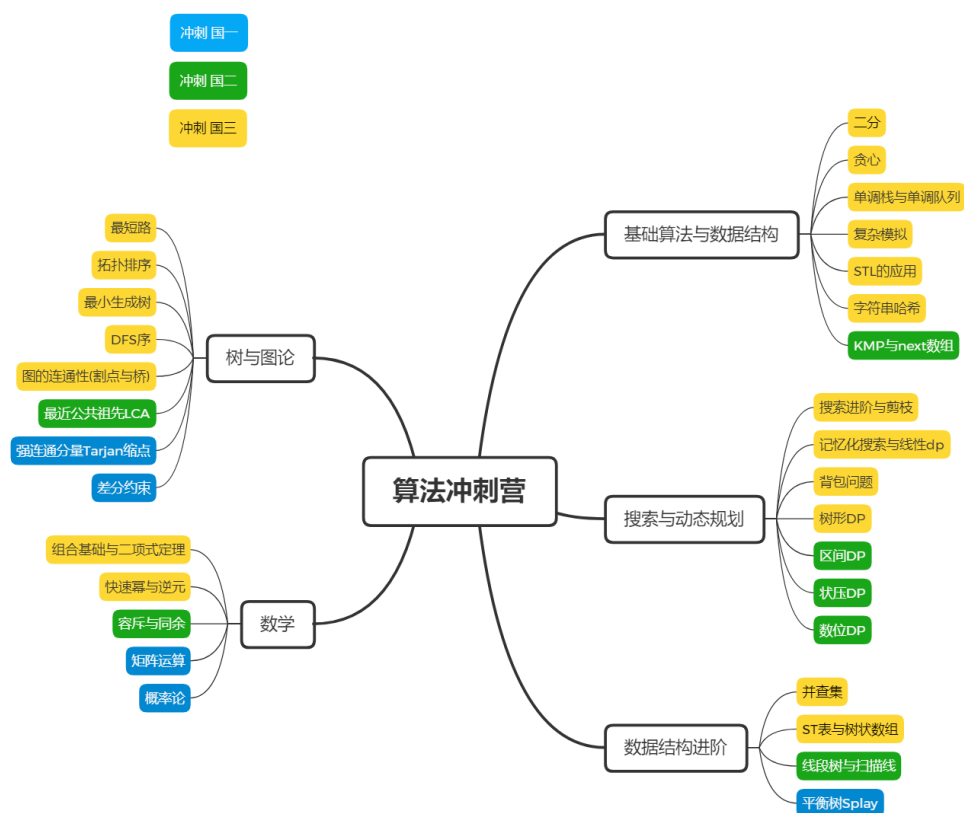 冲刺 国一
冲刺 国二
冲刺 国三
算法冲刺营
基础算法与数据结构
二分
贪心
单调栈与单调队列
复杂模拟
STL的应用
字符串哈希
KMP与next数组
搜索与动态规划
搜索进阶与剪枝
记忆化搜索与线性dp
背包问题
树形DP
区间DP
状压DP
数位DP
数据结构进阶
并查集
ST表与树状数组
线段树与扫描线
平衡树Splay
树与图论
最短路
拓扑排序
最小生成树
DFS序
图的连通性(割点与桥)
最近公共祖先LCA
强连通分量Tarjan缩点
差分约束
数学
组合基础与二项式定理
快速幂与逆元
容斥与同余
矩阵运算
概率论